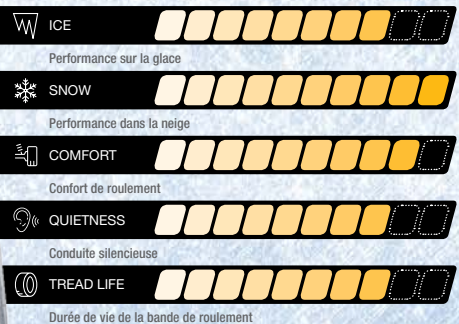 ICE
Performance sur la glace
SNOW
Performance dans la neige
COMFORT
Confort de roulement
QUIETNESS
Conduite silencieuse
TREAD LIFE
Durée de vie de la bande de roulement